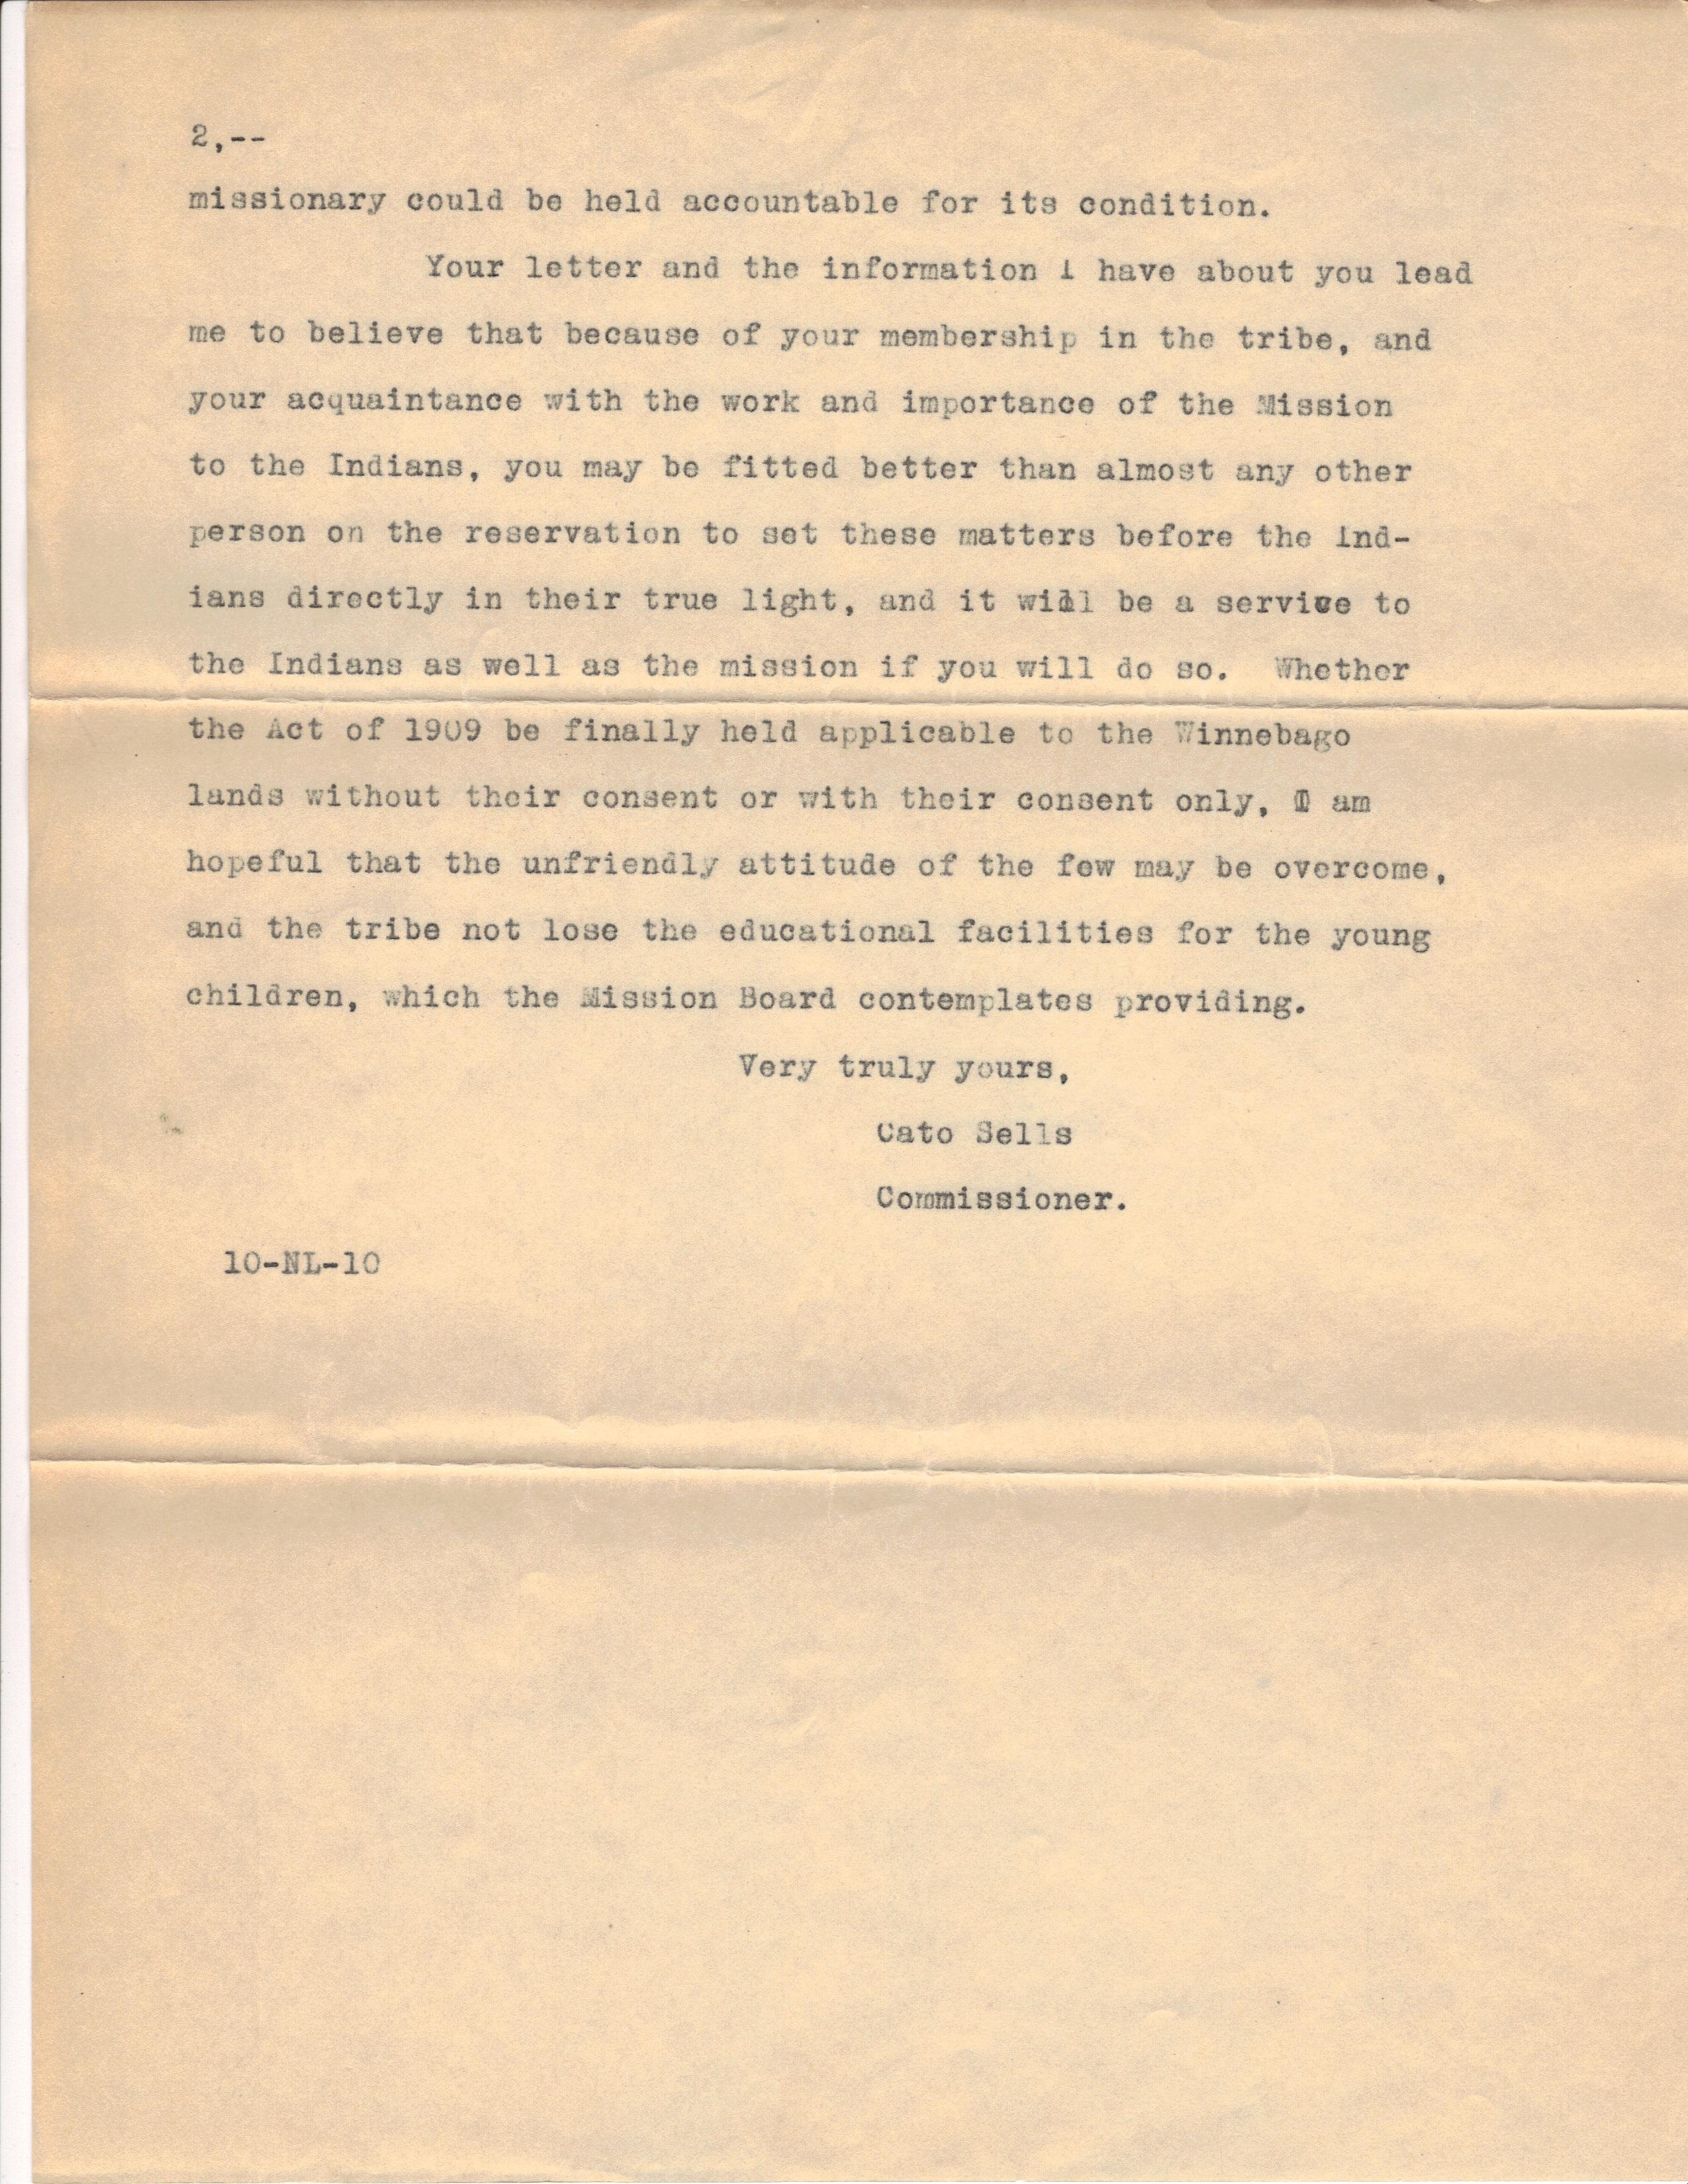 2,--
missionary could be held accountable for its condition.
Your letter and the information I have about you lead
me to believe that because of your membership in the tribe, and
your acquaintance with the work and importance of the Mission
to the Indians, you may be fitted better than almost any other
person on the reservation to set these matters before the Ind-
ians directly in their true light, and it will be a service to
the Indians as well as the mission if you will do so.  Whether
the Act of 1909 be finally held applicable to the Winnebago
lands without their consent or with their consent only, I am
hopeful that the unfriendly attitude of the few may be overcome,
and the tribe not lose the educational facilities for the young
children, which the Mission Board contemplates providing.
Very truly yours,
Cato Sells
Commissioner.
10-NL-10